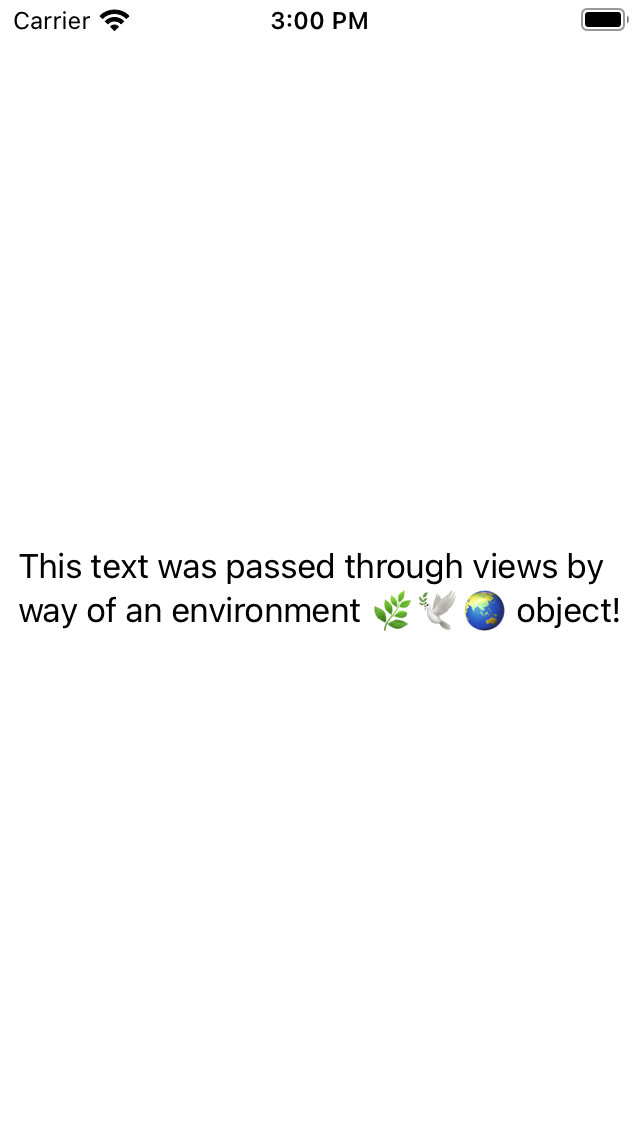 Carrier 3:00 PM
This text was passed through views by
way of an environment 🌿🕊️🌏 object!